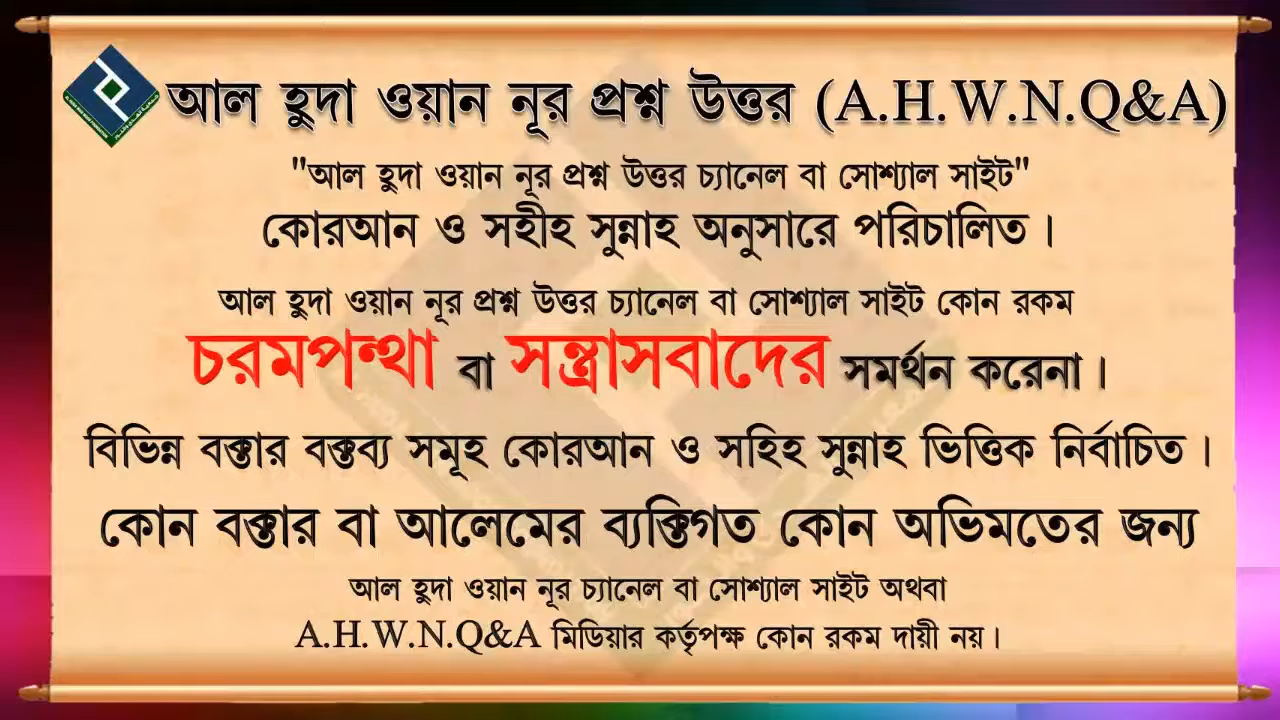 আল হুদা ওয়ান নূর প্রশ্ন উত্তর (A.H.W.N.Q&A)
"আল হুদা ওয়ান নূর প্রশ্ন উত্তর চ্যানেল বা সোশ্যাল সাইট"
কোরআন ও সহীহ সুন্নাহ অনুসারে পরিচালিত।
আল হুদা ওয়ান নূর প্রশ্ন উত্তর চ্যানেল বা সোশ্যাল সাইট কোন রকম
চরমপন্থা বা সন্ত্রাসবাদের সমর্থন করেনা।
বিভিন্ন বক্তার বক্তব্য সমূহ কোরআন ও সহিহ সুন্নাহ ভিত্তিক নির্বাচিত।
কোন বক্তার বা আলেমের ব্যক্তিগত কোন অভিমতের জন্য
আল হুদা ওয়ান নূর চ্যানেল বা সোশ্যাল সাইট অথবা
A.H.W.N.Q&A মিডিয়ার কর্তৃপক্ষ কোন রকম দায়ী নয়।